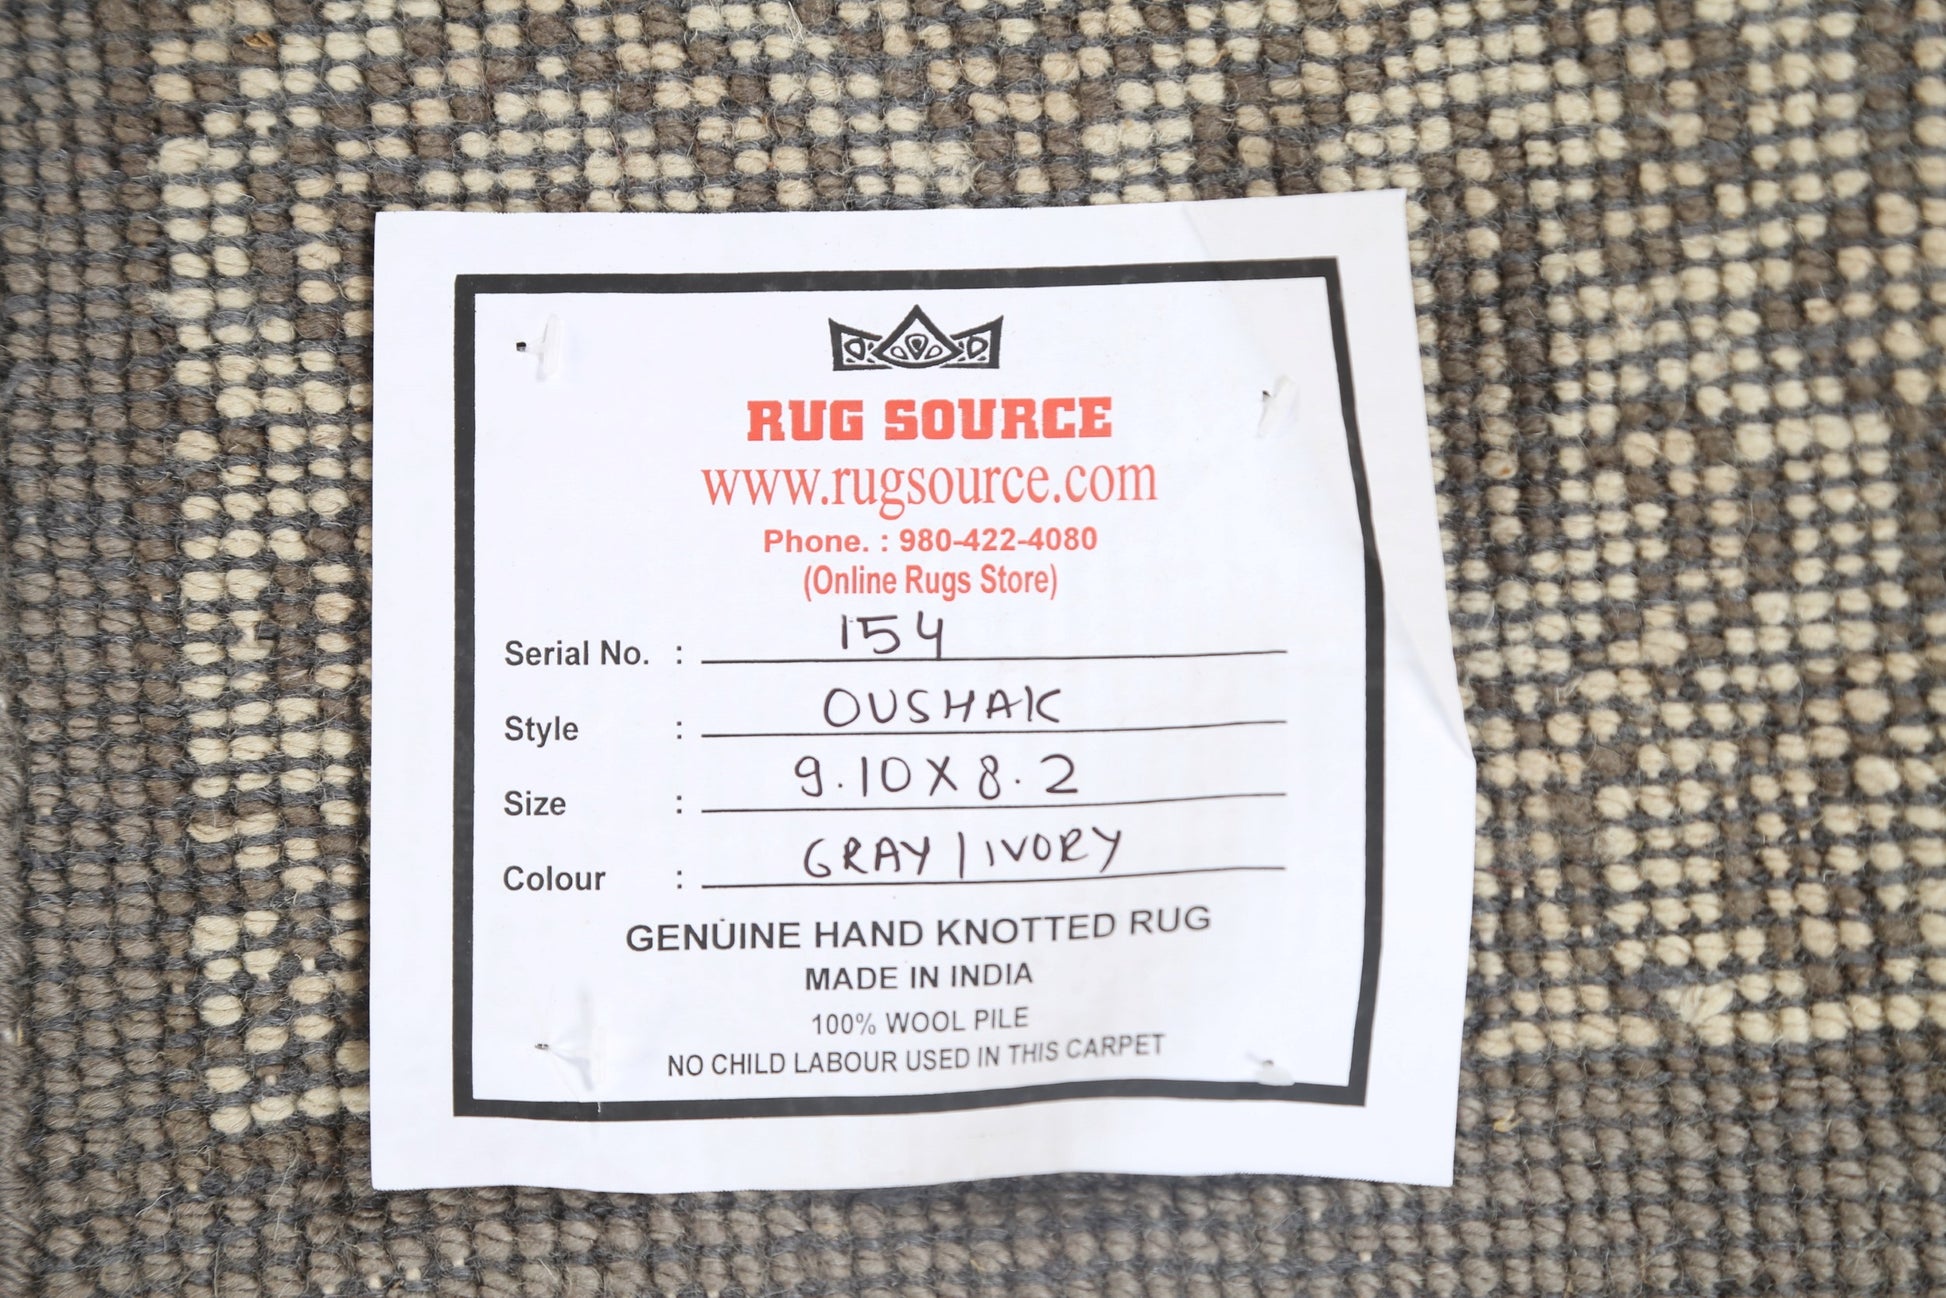 RUG SOURCE
www.rugsource.com
Phone. : 980-422-4080
(Online Rugs Store)
Serial No. : 154
Style : OUSHAK
Size : 9.10 X 8.2
Colour : GRAY / IVORY
GENUINE HAND KNOTTED RUG
MADE IN INDIA
100% WOOL PILE
NO CHILD LABOUR USED IN THIS CARPET